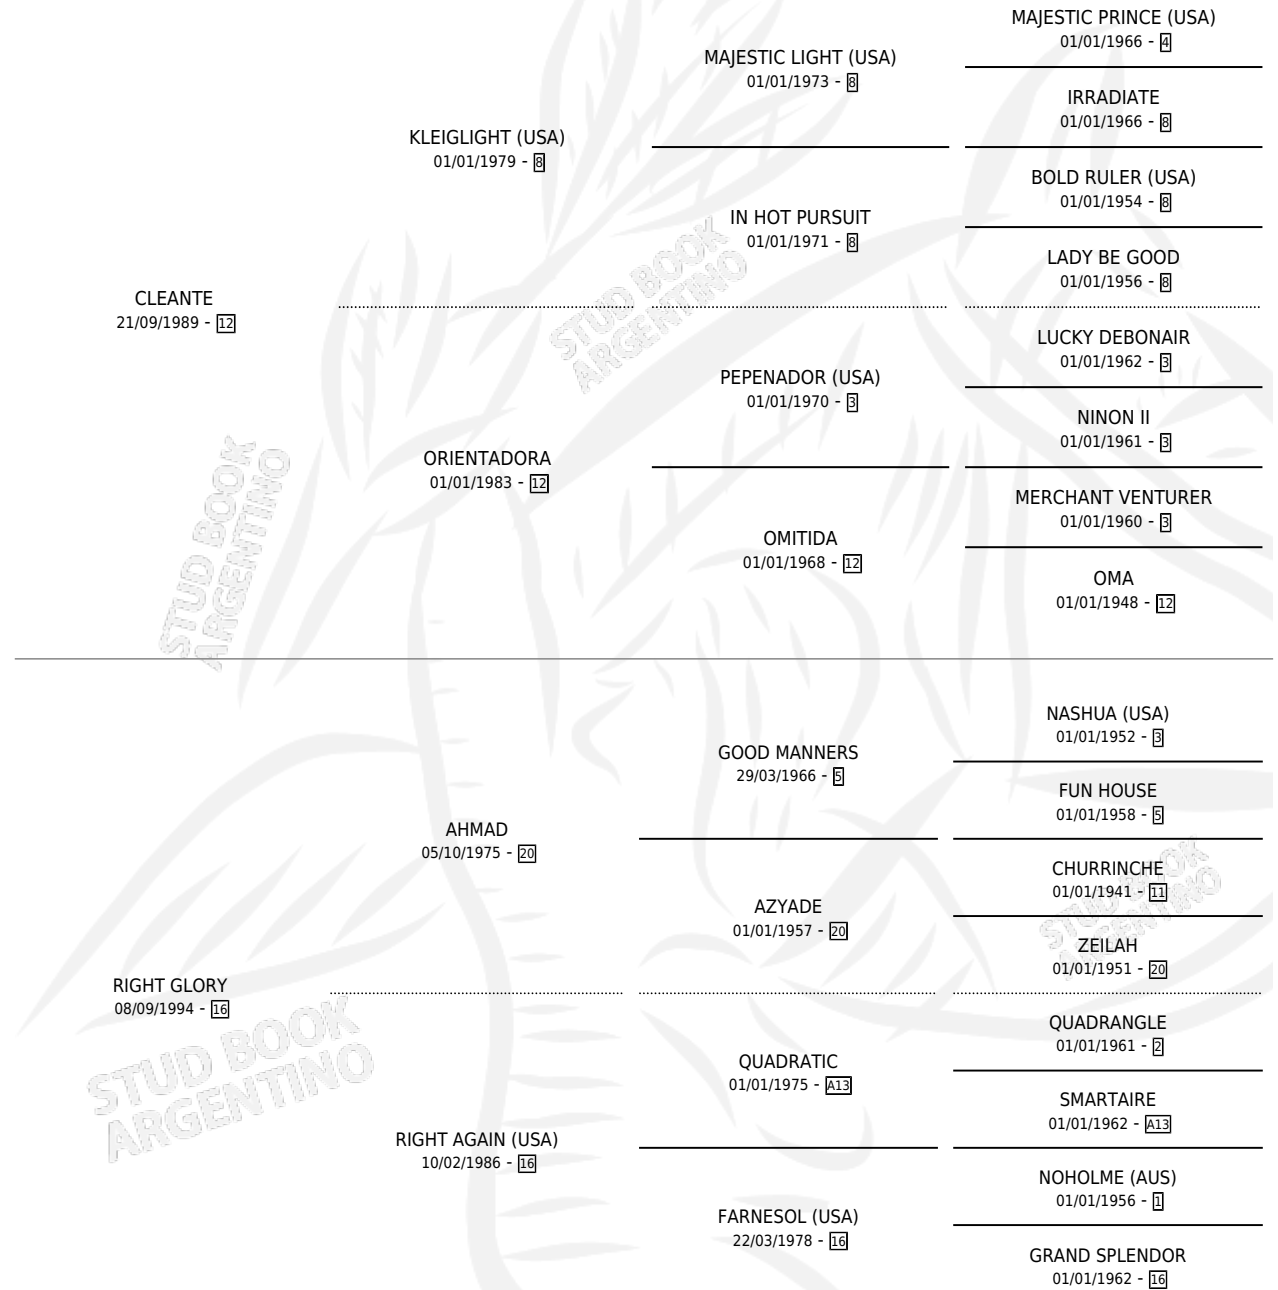 MAJESTIC PRINCE (USA)
01/01/1966 - 4
MAJESTIC LIGHT (USA)
01/01/1973 - 8
IRRADIATE
01/01/1966 - 8
KLEIGLIGHT (USA)
01/01/1979 - 8
BOLD RULER (USA)
01/01/1954 - 8
IN HOT PURSUIT
01/01/1971 - 8
LADY BE GOOD
01/01/1956 - 8
CLEANTE
21/09/1989 - 12
STUD BOOK
ARGENTINO
LUCKY DEBONAIR
01/01/1962 - 3
PEPENADOR (USA)
01/01/1970 - 3
NINON II
01/01/1961 - 3
ORIENTADORA
01/01/1983 - 12
MERCHANT VENTURER
01/01/1960 - 3
OMITIDA
01/01/1968 - 12
OMA
01/01/1948 - 12
STUD BOOK
ARGENTINO
NASHUA (USA)
01/01/1952 - 3
GOOD MANNERS
29/03/1966 - 5
FUN HOUSE
01/01/1958 - 5
AHMAD
05/10/1975 - 20
CHURRINCHE
01/01/1941 - 11
AZYADE
01/01/1957 - 20
STUD BOOK
ARGENTINO
ZEILAH
01/01/1951 - 20
RIGHT GLORY
08/09/1994 - 16
QUADRANGLE
01/01/1961 - 2
QUADRATIC
01/01/1975 - A13
STUD BOOK
ARGENTINO
SMARTAIRE
01/01/1962 - A13
RIGHT AGAIN (USA)
10/02/1986 - 16
NOHOLME (AUS)
01/01/1956 - 1
FARNESOL (USA)
22/03/1978 - 16
GRAND SPLENDOR
01/01/1962 - 16